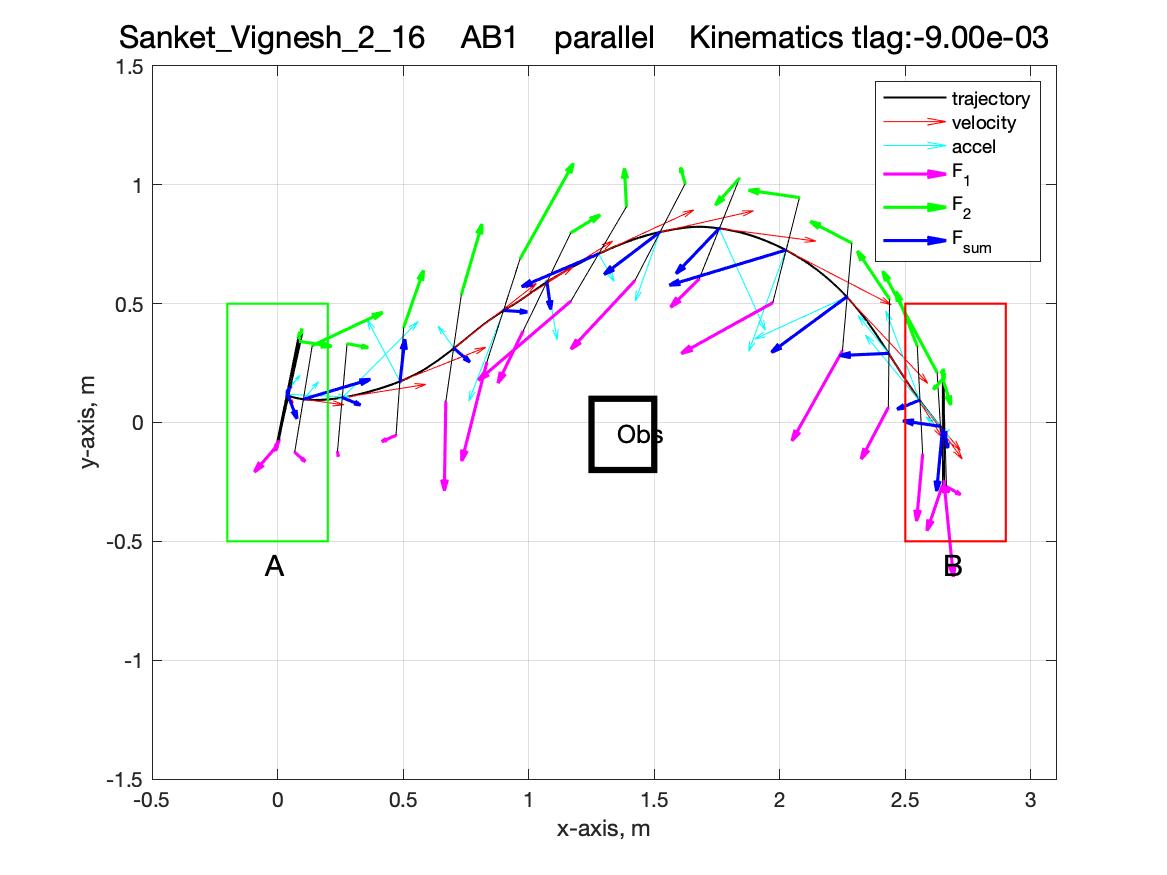 Sanket_Vignesh_2_16 AB1 parallel Kinematics tlag:-9.00e-03
1.5
1
0.5
0
-0.5
-1
-1.5
y-axis, m
trajectory
velocity
accel
F1
F2
Fsum
Obs
A
B
-0.5 0 0.5 1 1.5 2 2.5 3
x-axis, m